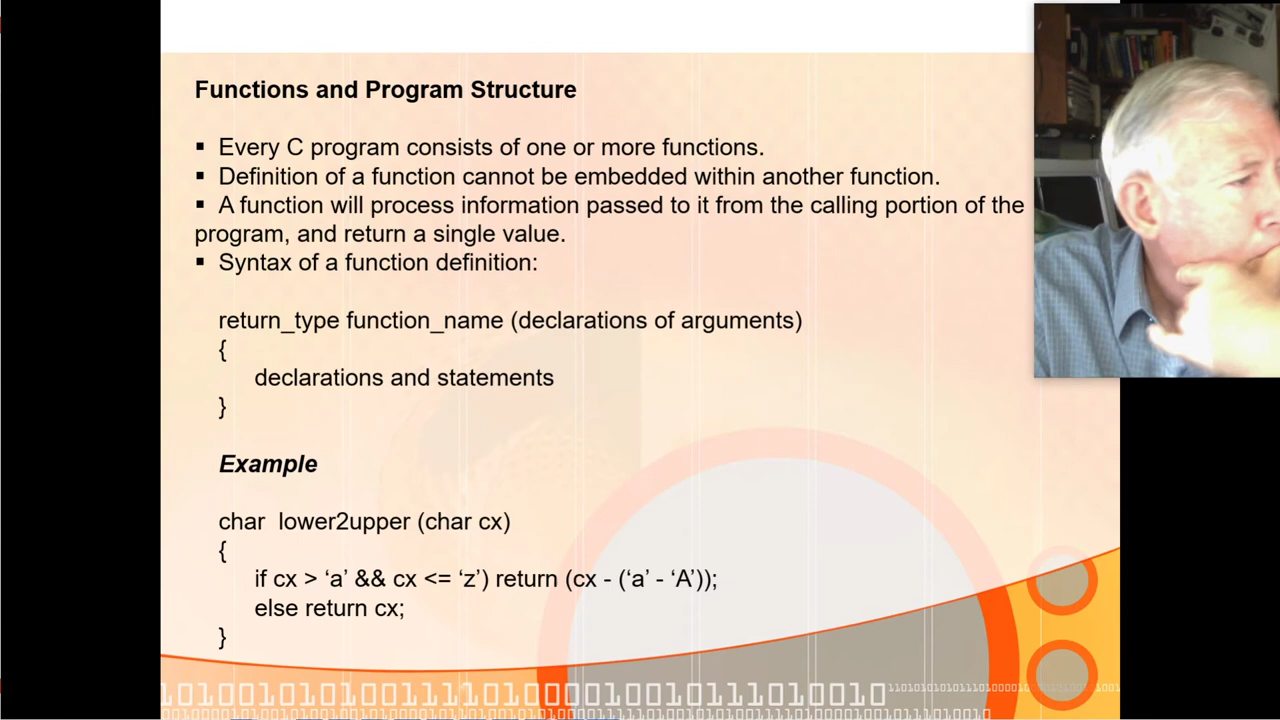 Functions and Program Structure
▪ Every C program consists of one or more functions.
▪ Definition of a function cannot be embedded within another function.
▪ A function will process information passed to it from the calling portion of the
program, and return a single value.
▪ Syntax of a function definition:
return_type function_name (declarations of arguments)
{
declarations and statements
}
Example
char lower2upper (char cx)
{
if cx > ‘a’ && cx <= ‘z’) return (cx - (‘a’ - ‘A’));
else return cx;
}